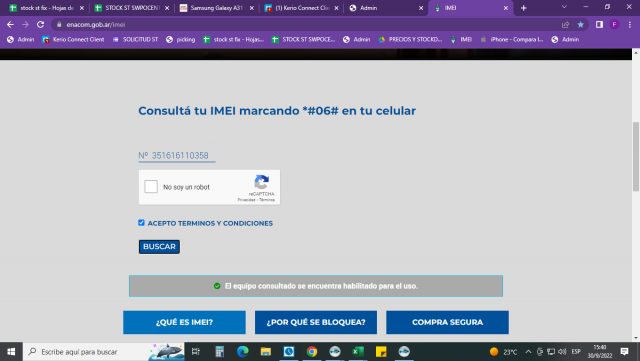 stock st fix - Hojas de
STOCK ST SWPOCENT
Samsung Galaxy A31
(1) Kerio Connect Clien
Admin
IMEI
enacom.gob.ar/imei
Admin
Kerio Connect Client
SOLICITUD ST
picking
stock st fix - Hojas...
STOCK ST SWPOCE...
Admin
PRECIOS Y STOCKD...
IMEI
iPhone - Compara l...
Admin
Consultá tu IMEI marcando *#06# en tu celular
Nº 351616110358
No soy un robot
reCAPTCHA
Privacidad - Términos
ACEPTO TERMINOS Y CONDICIONES
BUSCAR
El equipo consultado se encuentra habilitado para el uso.
¿QUÉ ES IMEI?
¿POR QUÉ SE BLOQUEA?
COMPRA SEGURA
Escribe aquí para buscar
23°C
ESP
15:40
30/9/2022